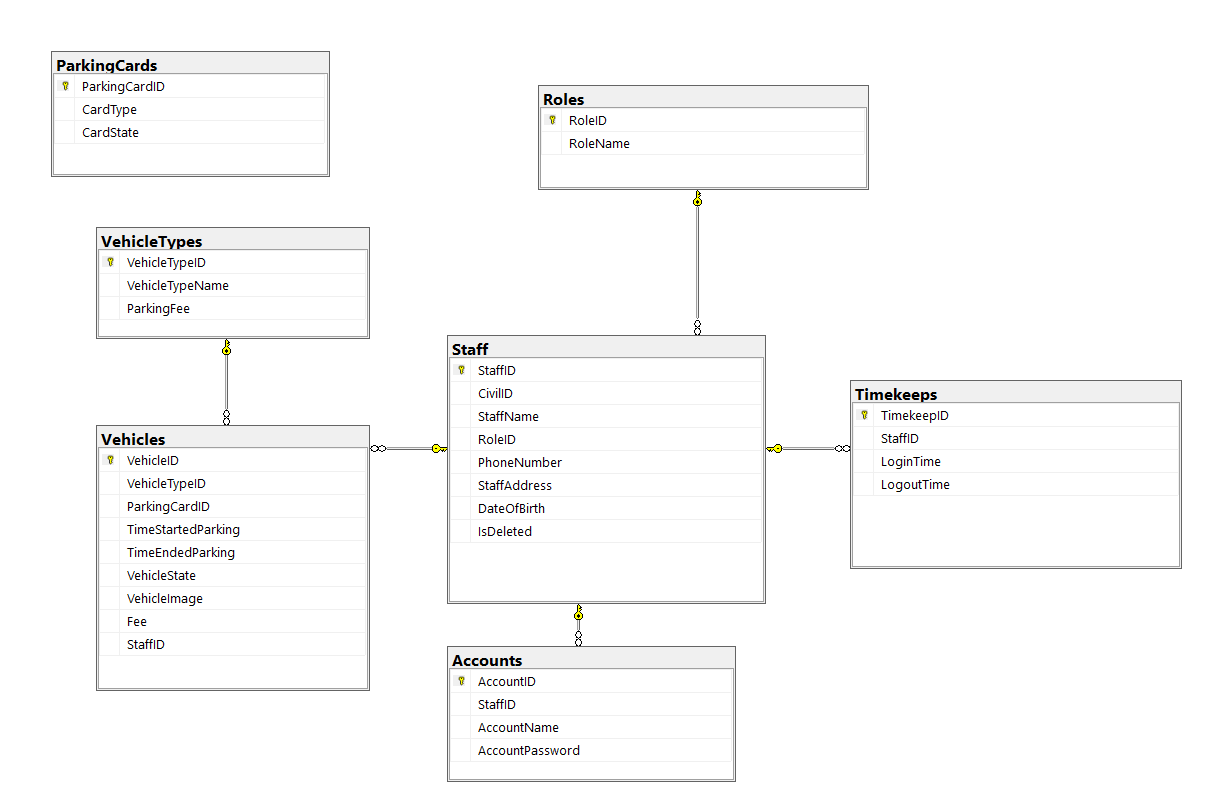 ParkingCards
ParkingCardID
CardType
CardState
Roles
RoleID
RoleName
VehicleTypes
VehicleTypeID
VehicleTypeName
ParkingFee
Staff
StaffID
CivilID
StaffName
RoleID
PhoneNumber
StaffAddress
DateOfBirth
IsDeleted
Timekeeps
TimekeepID
StaffID
LoginTime
LogoutTime
Vehicles
VehicleID
VehicleTypeID
ParkingCardID
TimeStartedParking
TimeEndedParking
VehicleState
VehicleImage
Fee
StaffID
Accounts
AccountID
StaffID
AccountName
AccountPassword